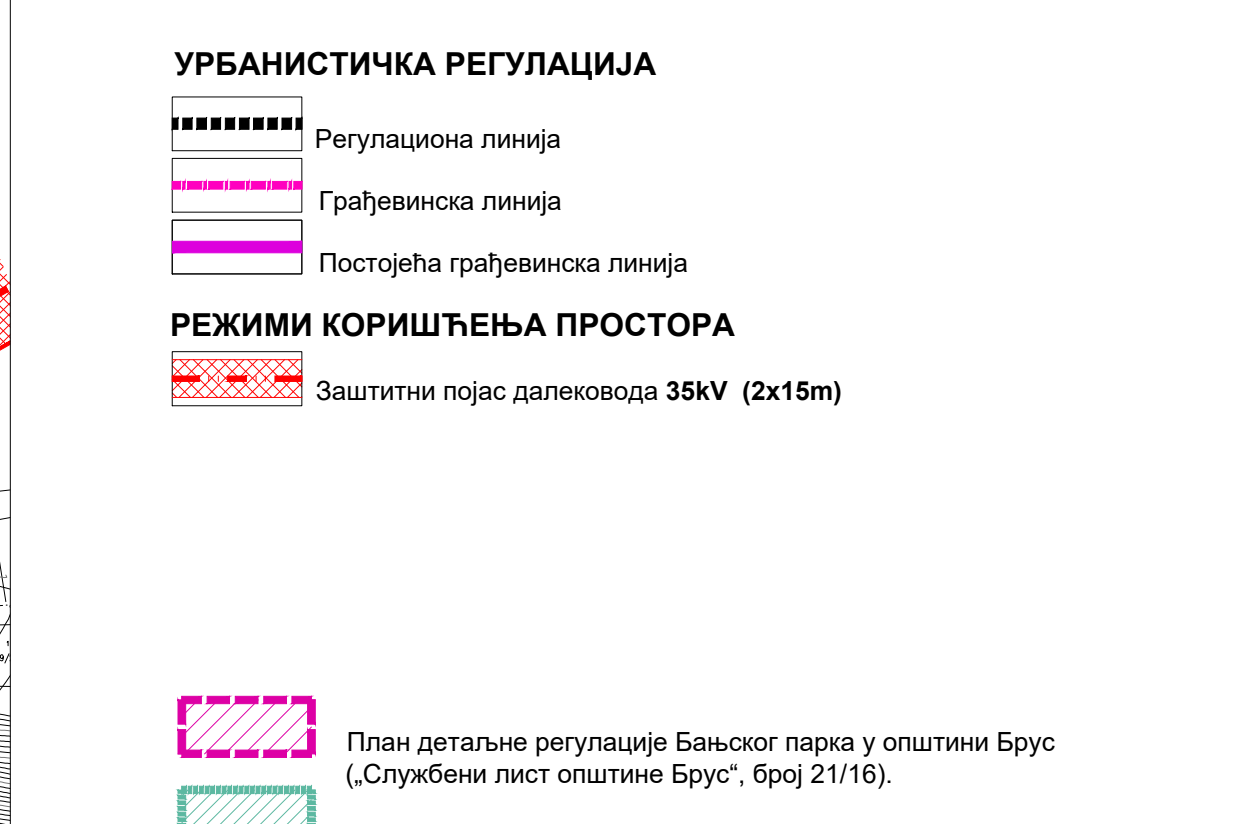 УРБАНИСТИЧКА РЕГУЛАЦИЈА
Регулациона линија
Грађевинска линија
Постојећа грађевинска линија
РЕЖИМИ КОРИШЋЕЊА ПРОСТОРА
Заштитни појас далековода 35kV (2x15m)
План детаљне регулације Бањског парка у општини Брус
(„Службени лист општине Брус“, број 21/16).